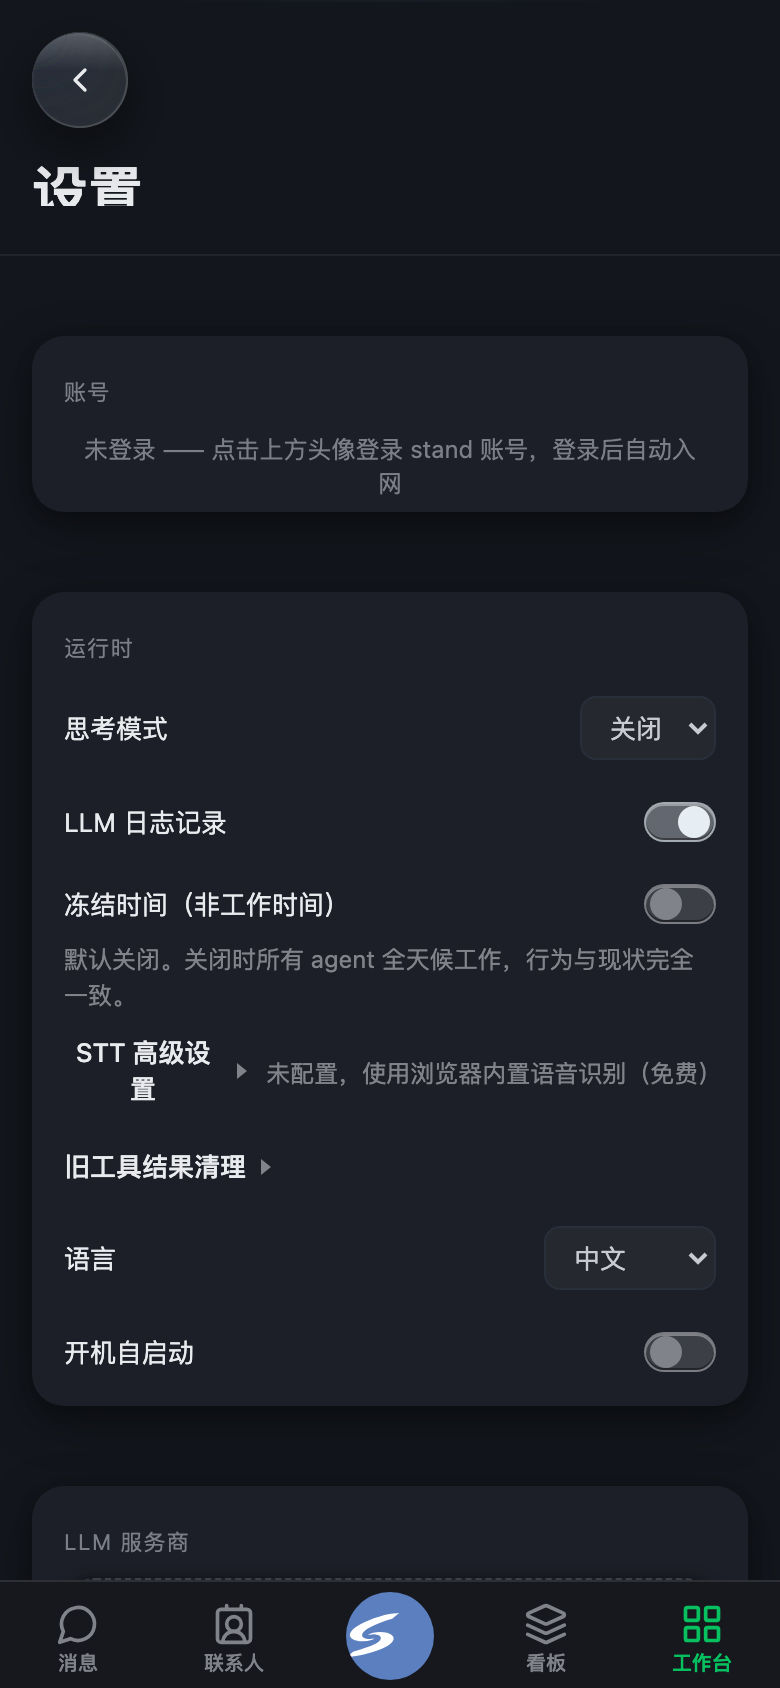 设置
账号
未登录 —— 点击上方头像登录 stand 账号，登录后自动入
网
运行时
思考模式
关闭
LLM 日志记录
冻结时间（非工作时间）
默认关闭。关闭时所有 agent 全天候工作，行为与现状完全
一致。
STT 高级设
置
未配置，使用浏览器内置语音识别（免费）
旧工具结果清理
语言
中文
开机自启动
LLM 服务商
消息
联系人
看板
工作台